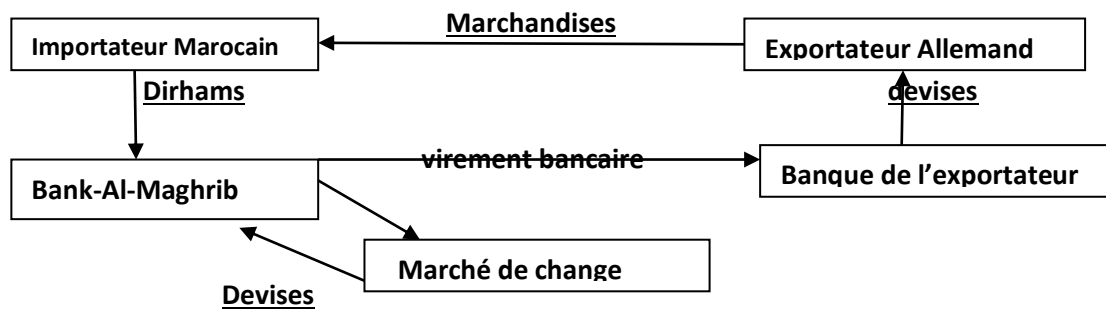 Marchandises
Importateur Marocain
Exportateur Allemand
Dirhams
devises
virement bancaire
Bank-Al-Maghrib
Banque de l’exportateur
Marché de change
Devises